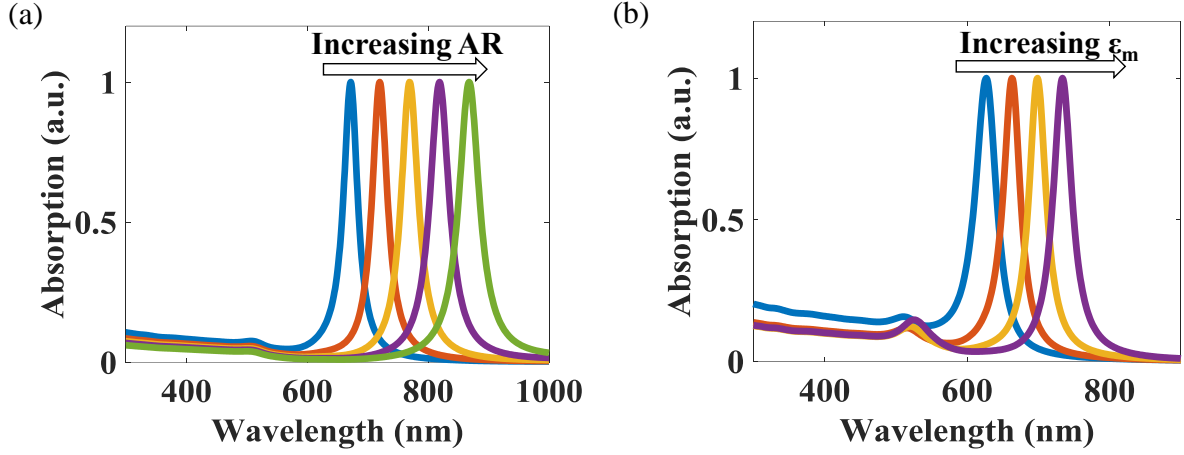 (a)
Increasing AR
Absorption (a.u.)
1
0.5
0
400
600
800
1000
Wavelength (nm)
(b)
Increasing εm
Absorption (a.u.)
1
0.5
0
400
600
800
Wavelength (nm)